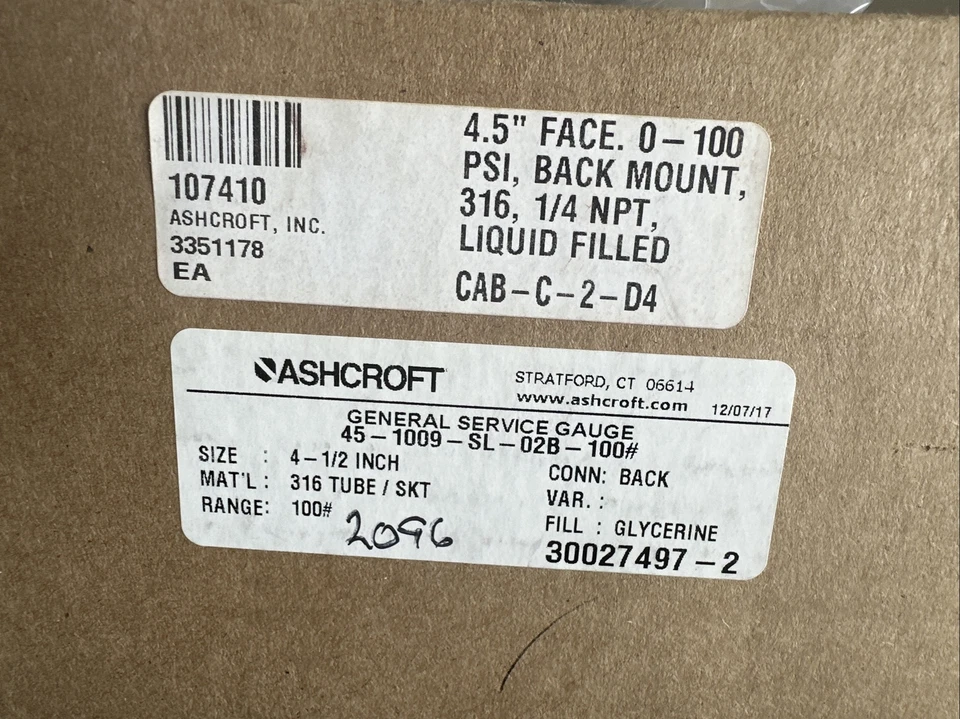 107410
ASHCROFT, INC.
3351178
EA
4.5" FACE. 0-100
PSI, BACK MOUNT,
316, 1/4 NPT,
LIQUID FILLED
CAB-C-2-D4
ASHCROFT
STRATFORD, CT 06614
www.ashcroft.com 12/07/17
GENERAL SERVICE GAUGE
45-1009-SL-02B-100#
SIZE : 4-1/2 INCH
MAT'L : 316 TUBE / SKT
RANGE: 100#
2096
CONN: BACK
VAR. :
FILL : GLYCERINE
30027497-2